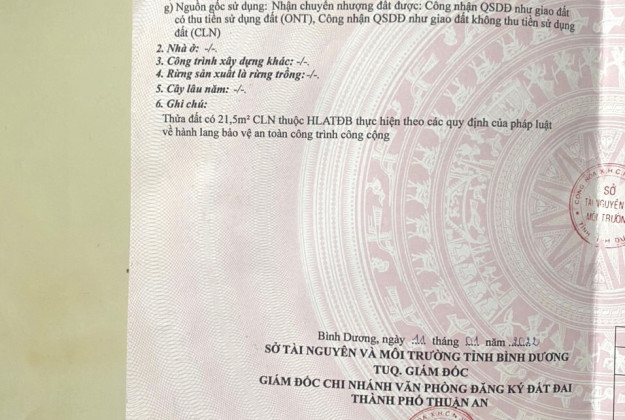 g) Nguồn gốc sử dụng: Nhận chuyển nhượng đất được: Công nhận QSDĐ như giao đất
có thu tiền sử dụng đất (ONT), Công nhận QSDĐ như giao đất không thu tiền sử dụng
đất (CLN)
2. Nhà ở: -/-.
3. Công trình xây dựng khác: -/-.
4. Rừng sản xuất là rừng trồng: -/-.
5. Cây lâu năm: -/-.
6. Ghi chú:
Thửa đất có 21,5m² CLN thuộc HLATĐB thực hiện theo các quy định của pháp luật
về hành lang bảo vệ an toàn công trình công cộng
SỞ
TÀI NGUYÊN
MÔI TRƯỜN
Bình Dương, ngày tháng năm
SỞ TÀI NGUYÊN VÀ MÔI TRƯỜNG TỈNH BÌNH DƯƠNG
TUQ. GIÁM ĐỐC
GIÁM ĐỐC CHI NHÁNH VĂN PHÒNG ĐĂNG KÝ ĐẤT ĐAI
THÀNH PHỐ THUẬN AN